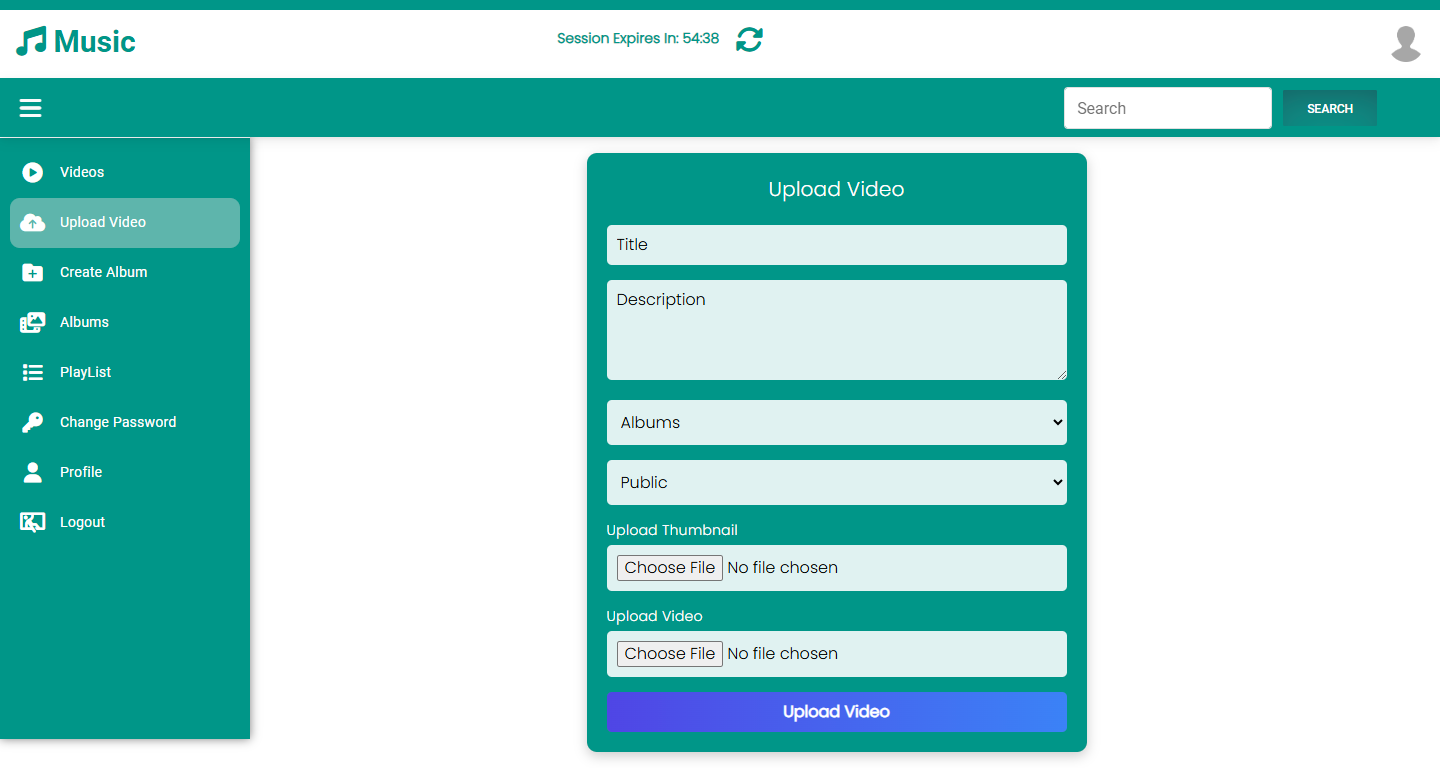 Music
Session Expires In: 54:38
Search
SEARCH
Videos
Upload Video
Create Album
Albums
PlayList
Change Password
Profile
Logout
Upload Video
Title
Description
Albums
Public
Upload Thumbnail
Choose File No file chosen
Upload Video
Choose File No file chosen
Upload Video